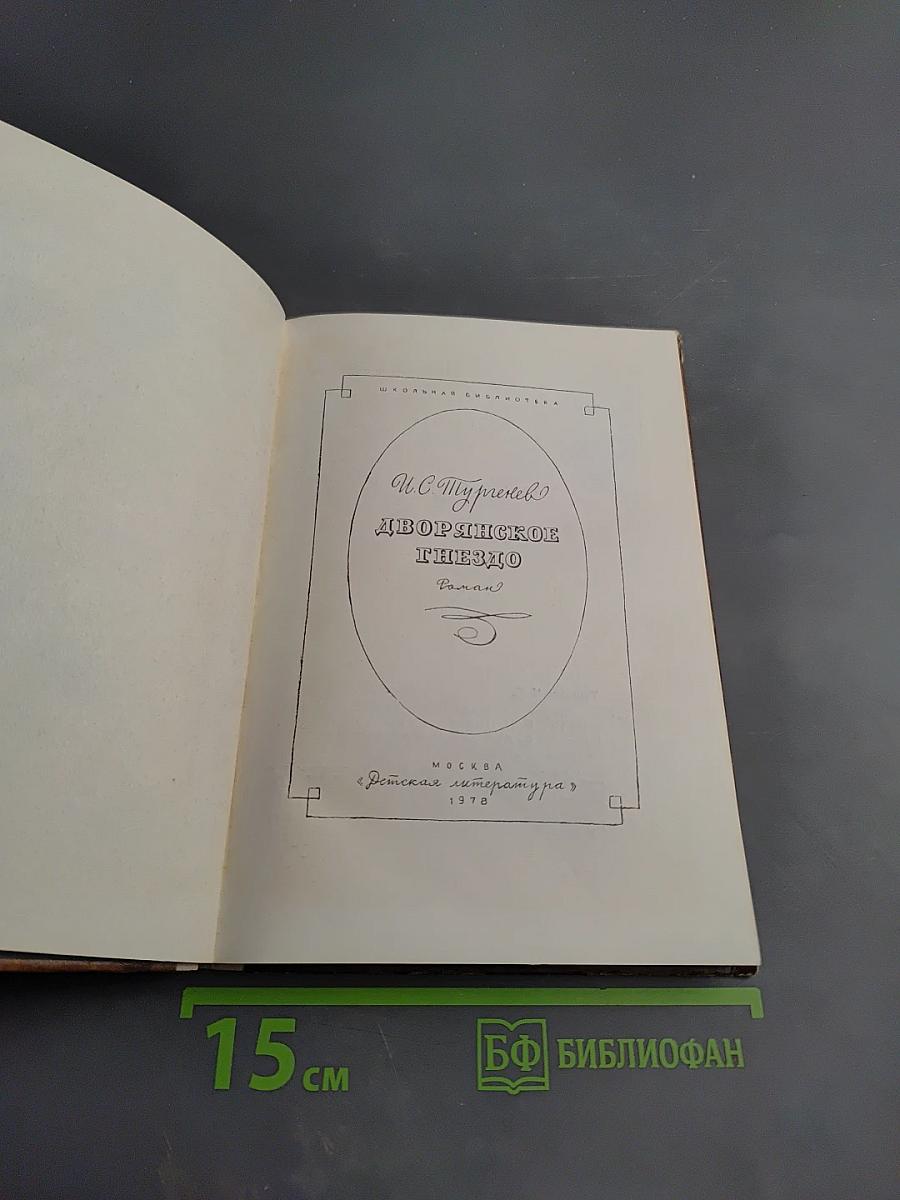 ШКОЛЬНАЯ БИБЛИОТЕКА
И. С. Тургенев
ДВОРЯНСКОЕ
ГНЕЗДО
Роман
МОСКВА
«Детская литература»
1978
15 см
БФ БИБЛИОФАН